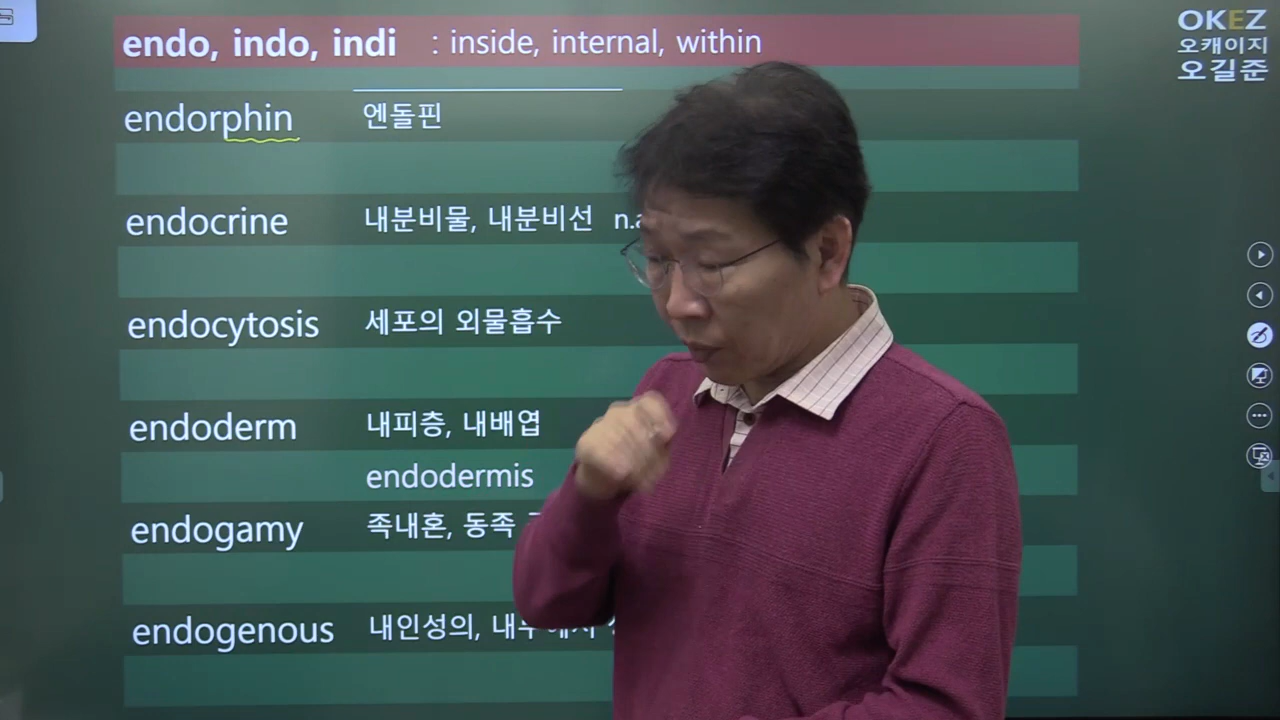 endo, indo, indi : inside, internal, within
OKEZ
오캐이지
오길준
endorphin 엔돌핀
endocrine 내분비물, 내분비선
endocytosis 세포의 외물흡수
endoderm 내피층, 내배엽
endodermis
endogamy 족내혼, 동족
endogenous 내인성의,